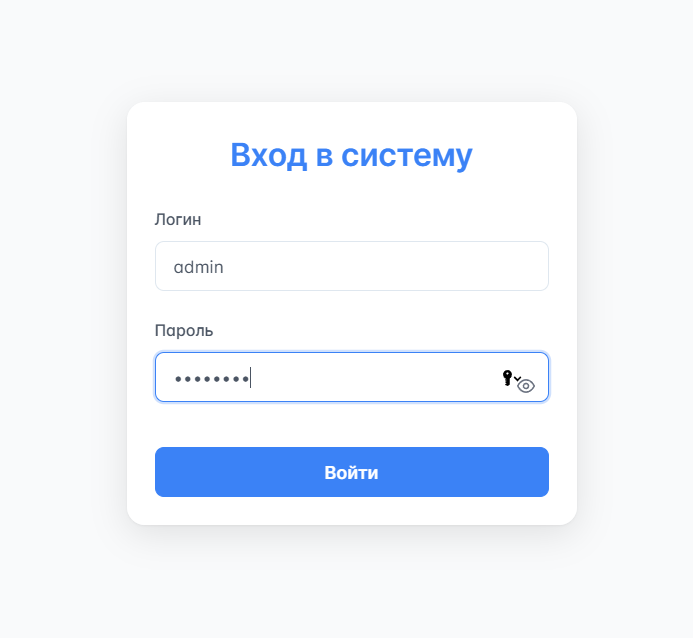 Вход в систему
Логин
admin
Пароль
••••••••
Войти